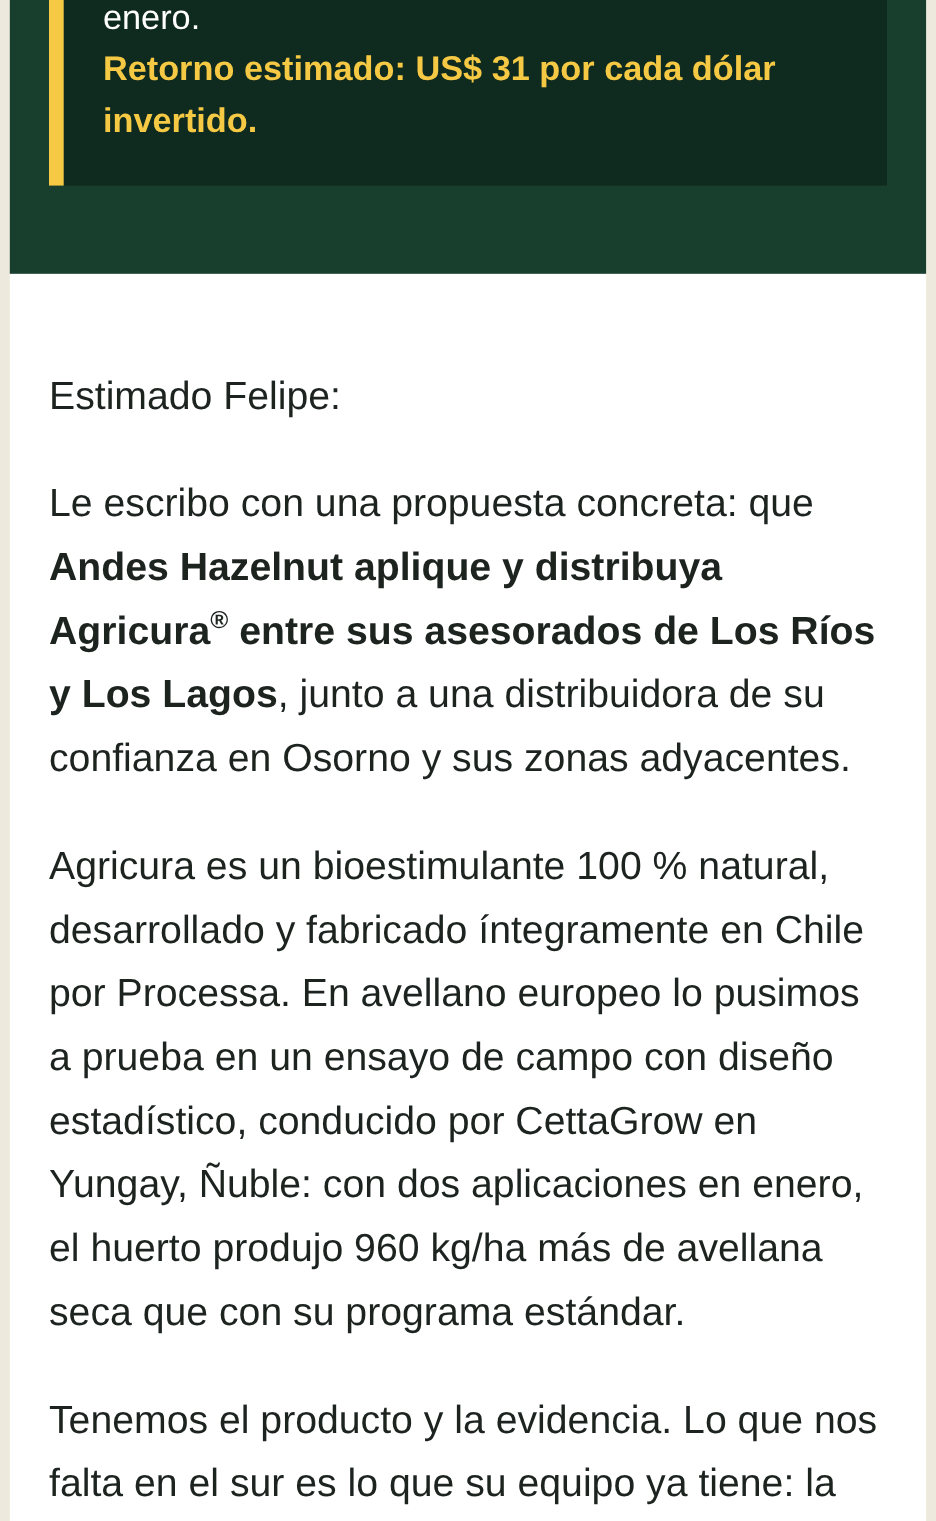 enero.
Retorno estimado: US$ 31 por cada dólar
invertido.
Estimado Felipe:
Le escribo con una propuesta concreta: que
Andes Hazelnut aplique y distribuya
Agricura® entre sus asesorados de Los Ríos
y Los Lagos, junto a una distribuidora de su
confianza en Osorno y sus zonas adyacentes.
Agricura es un bioestimulante 100 % natural,
desarrollado y fabricado íntegramente en Chile
por Processa. En avellano europeo lo pusimos
a prueba en un ensayo de campo con diseño
estadístico, conducido por CettaGrow en
Yungay, Ñuble: con dos aplicaciones en enero,
el huerto produjo 960 kg/ha más de avellana
seca que con su programa estándar.
Tenemos el producto y la evidencia. Lo que nos
falta en el sur es lo que su equipo ya tiene: la